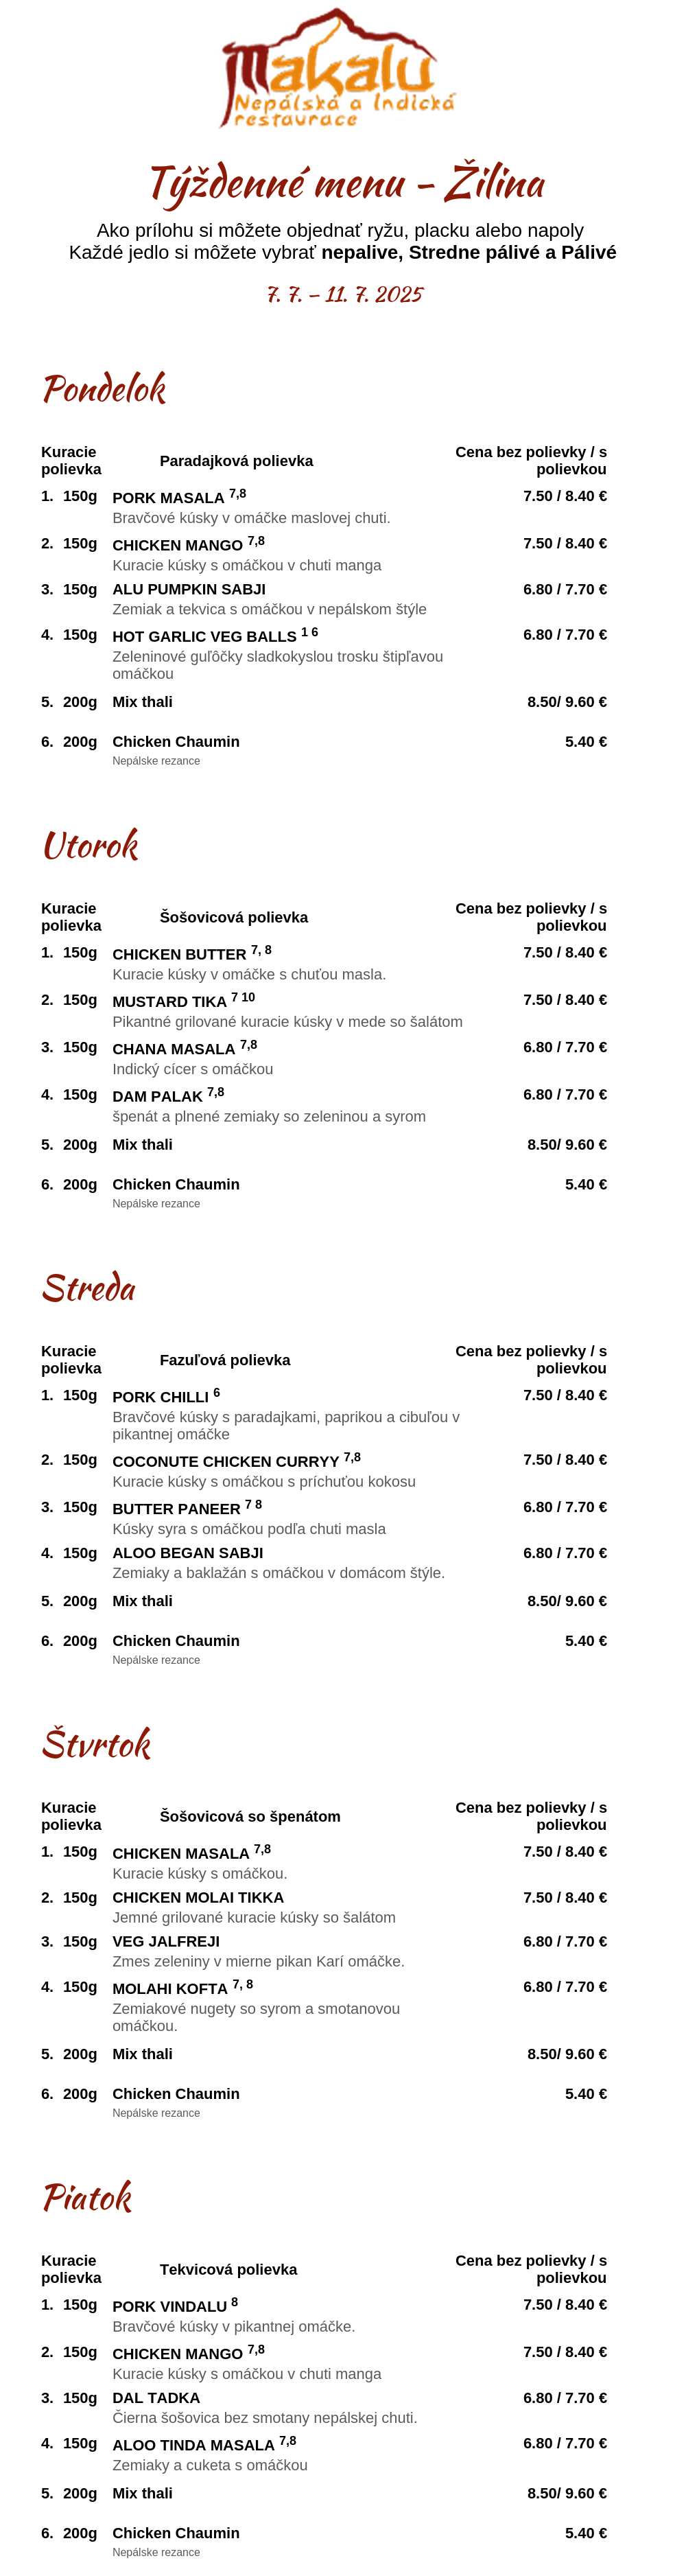 Makalu
Nepálská a Indická
restaurace
Týždenné menu - Žilina
Ako prílohu si môžete objednať ryžu, placku alebo napoly
Každé jedlo si môžete vybrať nepalive, Stredne pálivé a Pálivé
7. 7. – 11. 7. 2025
Pondelok
Kuracie polievka Paradajková polievka Cena bez polievky / s polievkou
1. 150g PORK MASALA 7,8 7.50 / 8.40 €
Bravčové kúsky v omáčke maslovej chuti.
2. 150g CHICKEN MANGO 7,8 7.50 / 8.40 €
Kuracie kúsky s omáčkou v chuti manga
3. 150g ALU PUMPKIN SABJI 6.80 / 7.70 €
Zemiak a tekvica s omáčkou v nepálskom štýle
4. 150g HOT GARLIC VEG BALLS 1 6 6.80 / 7.70 €
Zeleninové guľôčky sladkokyslou trosku štipľavou
omáčkou
5. 200g Mix thali 8.50/ 9.60 €
6. 200g Chicken Chaumin 5.40 €
Nepálske rezance
Utorok
Kuracie polievka Šošovicová polievka Cena bez polievky / s polievkou
1. 150g CHICKEN BUTTER 7, 8 7.50 / 8.40 €
Kuracie kúsky v omáčke s chuťou masla.
2. 150g MUSTARD TIKA 7 10 7.50 / 8.40 €
Pikantné grilované kuracie kúsky v mede so šalátom
3. 150g CHANA MASALA 7,8 6.80 / 7.70 €
Indický cícer s omáčkou
4. 150g DAM PALAK 7,8 6.80 / 7.70 €
špenát a plnené zemiaky so zeleninou a syrom
5. 200g Mix thali 8.50/ 9.60 €
6. 200g Chicken Chaumin 5.40 €
Nepálske rezance
Streda
Kuracie polievka Fazuľová polievka Cena bez polievky / s polievkou
1. 150g PORK CHILLI 6 7.50 / 8.40 €
Bravčové kúsky s paradajkami, paprikou a cibuľou v
pikantnej omáčke
2. 150g COCONUTE CHICKEN CURRYY 7,8 7.50 / 8.40 €
Kuracie kúsky s omáčkou s príchuťou kokosu
3. 150g BUTTER PANEER 7 8 6.80 / 7.70 €
Kúsky syra s omáčkou podľa chuti masla
4. 150g ALOO BEGAN SABJI 6.80 / 7.70 €
Zemiaky a baklažán s omáčkou v domácom štýle.
5. 200g Mix thali 8.50/ 9.60 €
6. 200g Chicken Chaumin 5.40 €
Nepálske rezance
Štvrtok
Kuracie polievka Šošovicová so špenátom Cena bez polievky / s polievkou
1. 150g CHICKEN MASALA 7,8 7.50 / 8.40 €
Kuracie kúsky s omáčkou.
2. 150g CHICKEN MOLAI TIKKA 7.50 / 8.40 €
Jemné grilované kuracie kúsky so šalátom
3. 150g VEG JALFREJI 6.80 / 7.70 €
Zmes zeleniny v mierne pikan Karí omáčke.
4. 150g MOLAHI KOFTA 7, 8 6.80 / 7.70 €
Zemiakové nugety so syrom a smotanovou
omáčkou.
5. 200g Mix thali 8.50/ 9.60 €
6. 200g Chicken Chaumin 5.40 €
Nepálske rezance
Piatok
Kuracie polievka Tekvicová polievka Cena bez polievky / s polievkou
1. 150g PORK VINDALU 8 7.50 / 8.40 €
Bravčové kúsky v pikantnej omáčke.
2. 150g CHICKEN MANGO 7,8 7.50 / 8.40 €
Kuracie kúsky s omáčkou v chuti manga
3. 150g DAL TADKA 6.80 / 7.70 €
Čierna šošovica bez smotany nepálskej chuti.
4. 150g ALOO TINDA MASALA 7,8 6.80 / 7.70 €
Zemiaky a cuketa s omáčkou
5. 200g Mix thali 8.50/ 9.60 €
6. 200g Chicken Chaumin 5.40 €
Nepálske rezance